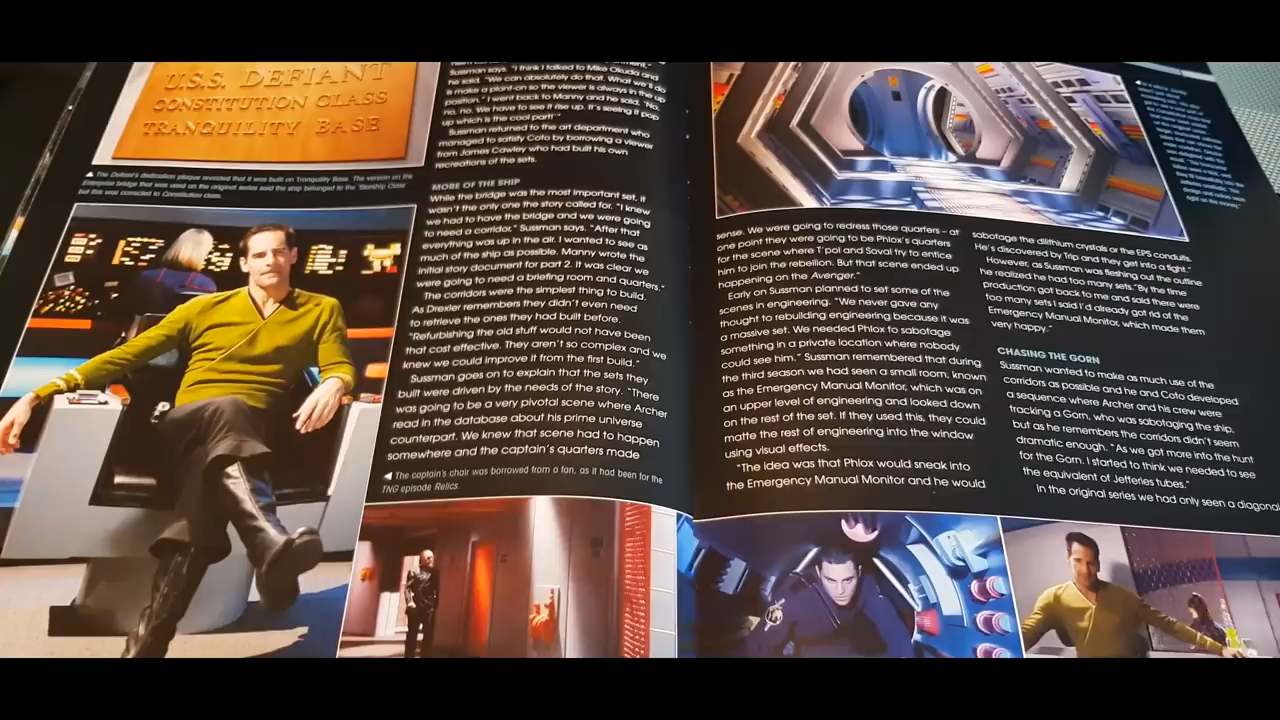 U.S.S. DEFIANT
CONSTITUTION CLASS
TRANQUILITY BASE
▲ The Defiant's dedication plaque revealed that it was built on Tranquility Base. The version on the
Enterprise bridge that was used on the original series said the ship belonged to the 'Starship Class'
but this was corrected to Constitution class.
Sussman says. "I think I talked to Mike Okuda and
he said, "We can absolutely do that. What we'll do
is make a plant-on so the viewer is always in the up
position." I went back to Manny and he said, "No,
no, no. We have to see it rise up. It's seeing it pop
up which is the cool part!'"
Sussman returned to the art department who
managed to satisfy Coto by borrowing a viewer
from James Cawley who had built his own
recreations of the sets.
MORE OF THE SHIP
While the bridge was the most important set, it
wasn't the only one the story called for. "I knew
we had to have the bridge and we were going
to need a corridor," Sussman says. "After that
everything was up in the air. I wanted to see as
much of the ship as possible. Manny wrote the
initial story document for part 2. It was clear we
were going to need a briefing room and quarters."
The corridors were the simplest thing to build.
As Drexler remembers they didn't even need
to retrieve the ones they had built before.
"Refurbishing the old stuff would not have been
that cost effective. They aren't so complex and we
knew we could improve it from the first build."
Sussman goes on to explain that the sets they
built were driven by the needs of the story. "There
was going to be a very pivotal scene where Archer
read in the database about his prime universe
counterpart. We knew that scene had to happen
somewhere and the captain's quarters made
◀ The captain's chair was borrowed from a fan, as it had been for the
TNG episode Relics.
sense. We were going to redress those quarters – at
one point they were going to be Phlox's quarters
for the scene where T'pol and Soval try to entice
him to join the rebellion. But that scene ended up
happening on the Avenger."
Early on Sussman planned to set some of the
scenes in engineering. "We never gave any
thought to rebuilding engineering because it was
a massive set. We needed Phlox to sabotage
something in a private location where nobody
could see him." Sussman remembered that during
the third season we had seen a small room, known
as the Emergency Manual Monitor, which was on
an upper level of engineering and looked down
on the rest of the set. If they used this, they could
matte the rest of engineering into the window
using visual effects.
"The idea was that Phlox would sneak into
the Emergency Manual Monitor and he would
sabotage the dilithium crystals or the EPS conduits.
He's discovered by Trip and they get into a fight."
However, as Sussman was fleshing out the outline
he realized he had too many sets. "By the time
production got back to me and said there were
too many sets I said I'd already got rid of the
Emergency Manual Monitor, which made them
very happy."
CHASING THE GORN
Sussman wanted to make as much use of the
corridors as possible and he and Coto developed
a sequence where Archer and his crew were
tracking a Gorn, who was sabotaging the ship,
but as he remembers the corridors didn't seem
dramatic enough. "As we got more into the hunt
for the Gorn, I started to think we needed to see
the equivalent of Jefferies tubes."
In the original series we had only seen a diagonal